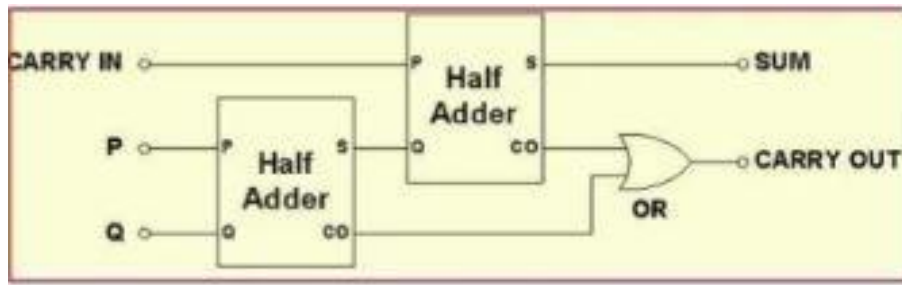 CARRY IN
P
S
SUM
Half
Adder
P
P
S
Q
CO
CARRY OUT
Half
Adder
OR
Q
Q
CO